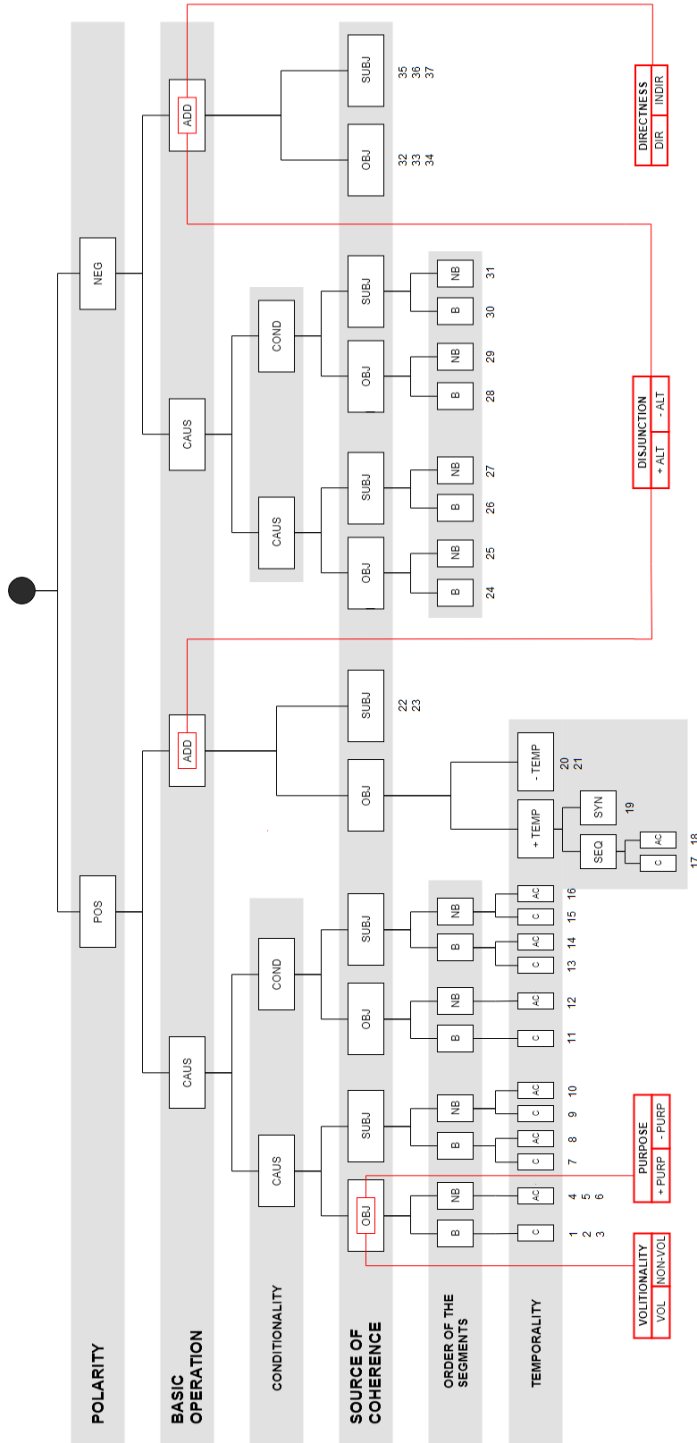 POLARITY
POS
NEG
BASIC
OPERATION
CAUS
ADD
CAUS
ADD
CONDITIONALITY
CAUS
COND
CAUS
COND
SOURCE OF
COHERENCE
OBJ
SUBJ
OBJ
SUBJ
OBJ
SUBJ
OBJ
SUBJ
OBJ
SUBJ
OBJ
SUBJ
22
23
32
33
34
35
36
37
ORDER OF THE
SEGMENTS
B
NB
B
NB
B
NB
B
NB
B
NB
B
NB
B
NB
B
NB
24
25
26
27
28
29
30
31
TEMPORALITY
C
AC
C
AC
C
AC
C
AC
C
AC
C
AC
+ TEMP
- TEMP
1
2
3
4
5
6
7
8
9
10
11
12
13
14
15
16
20
21
SEQ
SYN
19
C
AC
17
18
VOLITIONALITY
VOL NON-VOL
PURPOSE
+ PURP - PURP
DISJUNCTION
+ ALT - ALT
DIRECTNESS
DIR INDIR